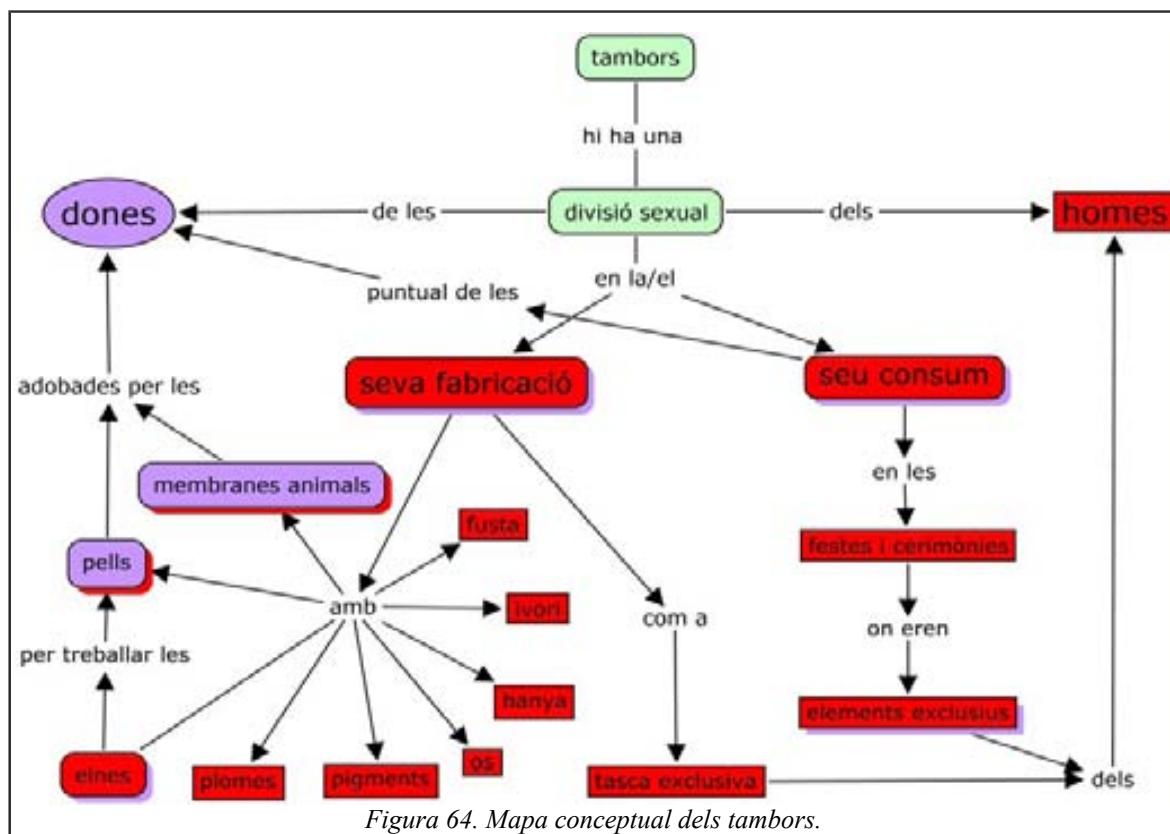 tambors
hi ha una
dones
de les
divisió sexual
dels
homes
puntual de les
en la/el
seva fabricació
seu consum
adobades per les
membranes animals
en les
fusta
festes i cerimònies
pells
amb
ivori
com a
on eren
per treballar les
banya
elements exclusius
eines
plomes
pigments
os
tasca exclusiva
dels
Figura 64. Mapa conceptual dels tambors.